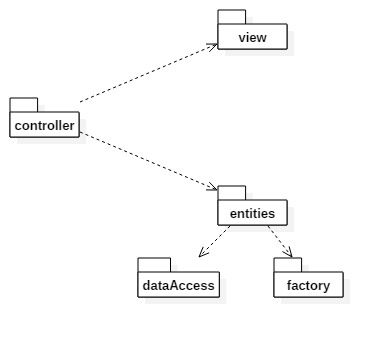 view
controller
entities
dataAccess
factory